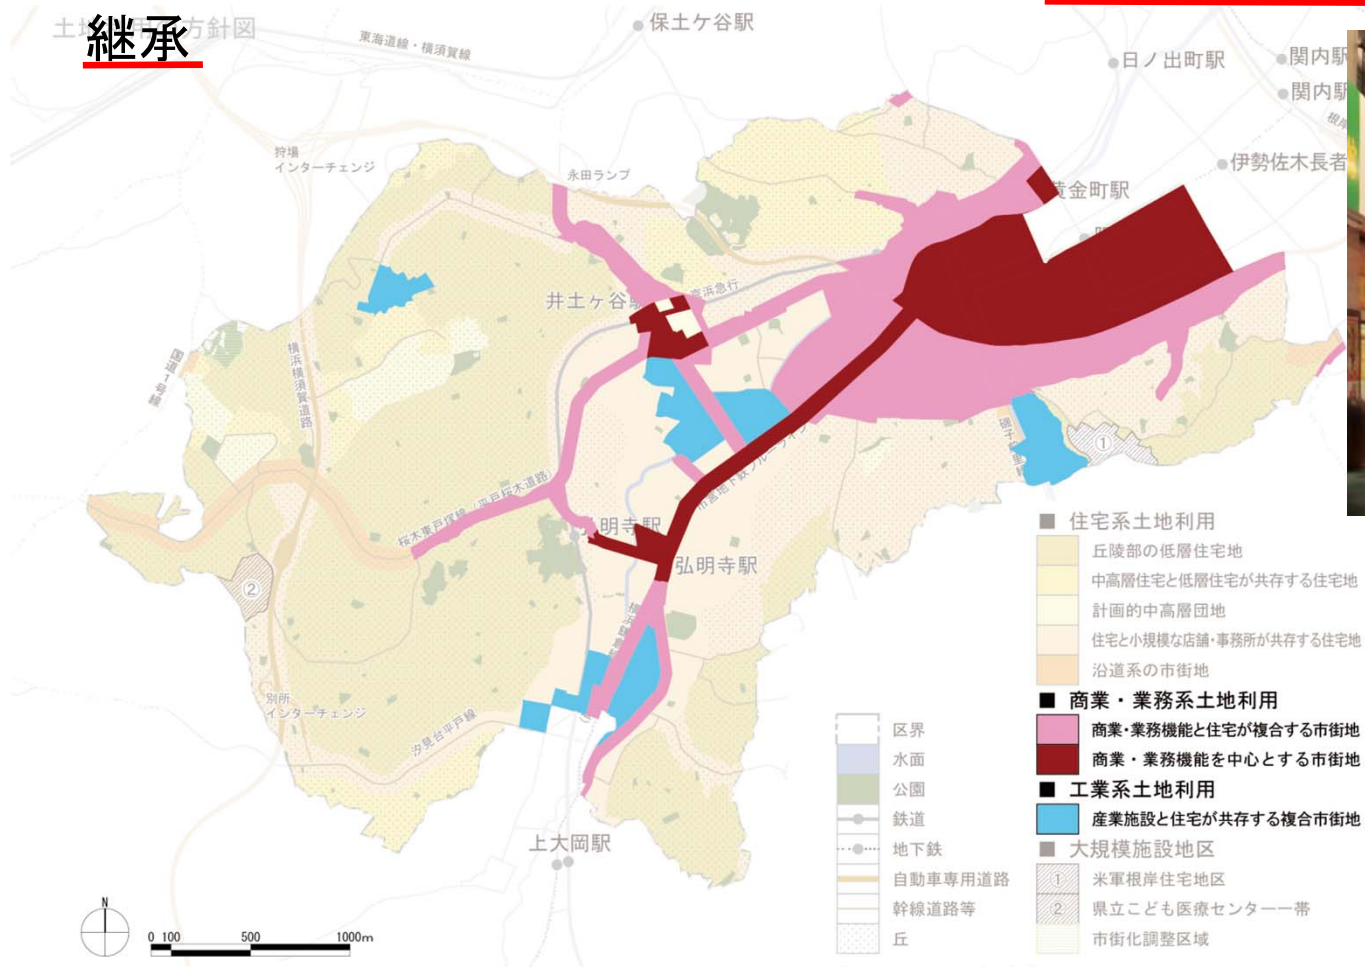 継承
保土ケ谷駅
東海道線・横須賀線
日ノ出町駅
関内駅
狩場
インターチェンジ
永田ランプ
伊勢佐木長者
黄金町駅
井土ヶ谷
京浜急行
国道1号線
横浜横須賀道路
①
桜木東戸塚線(平戸桜木道路)
弘明寺駅
弘明寺駅
②
別所
インターチェンジ
汐見台平戸線
上大岡駅
N
0 100 500 1000m
区界
水面
公園
鉄道
地下鉄
自動車専用道路
幹線道路等
丘
■ 住宅系土地利用
丘陵部の低層住宅地
中高層住宅と低層住宅が共存する住宅地
計画的中高層団地
住宅と小規模な店舗・事務所が共存する住宅地
沿道系の市街地
■ 商業・業務系土地利用
商業・業務機能と住宅が複合する市街地
商業・業務機能を中心とする市街地
■ 工業系土地利用
産業施設と住宅が共存する複合市街地
■ 大規模施設地区
① 米軍根岸住宅地区
② 県立こども医療センター一帯
市街化調整区域